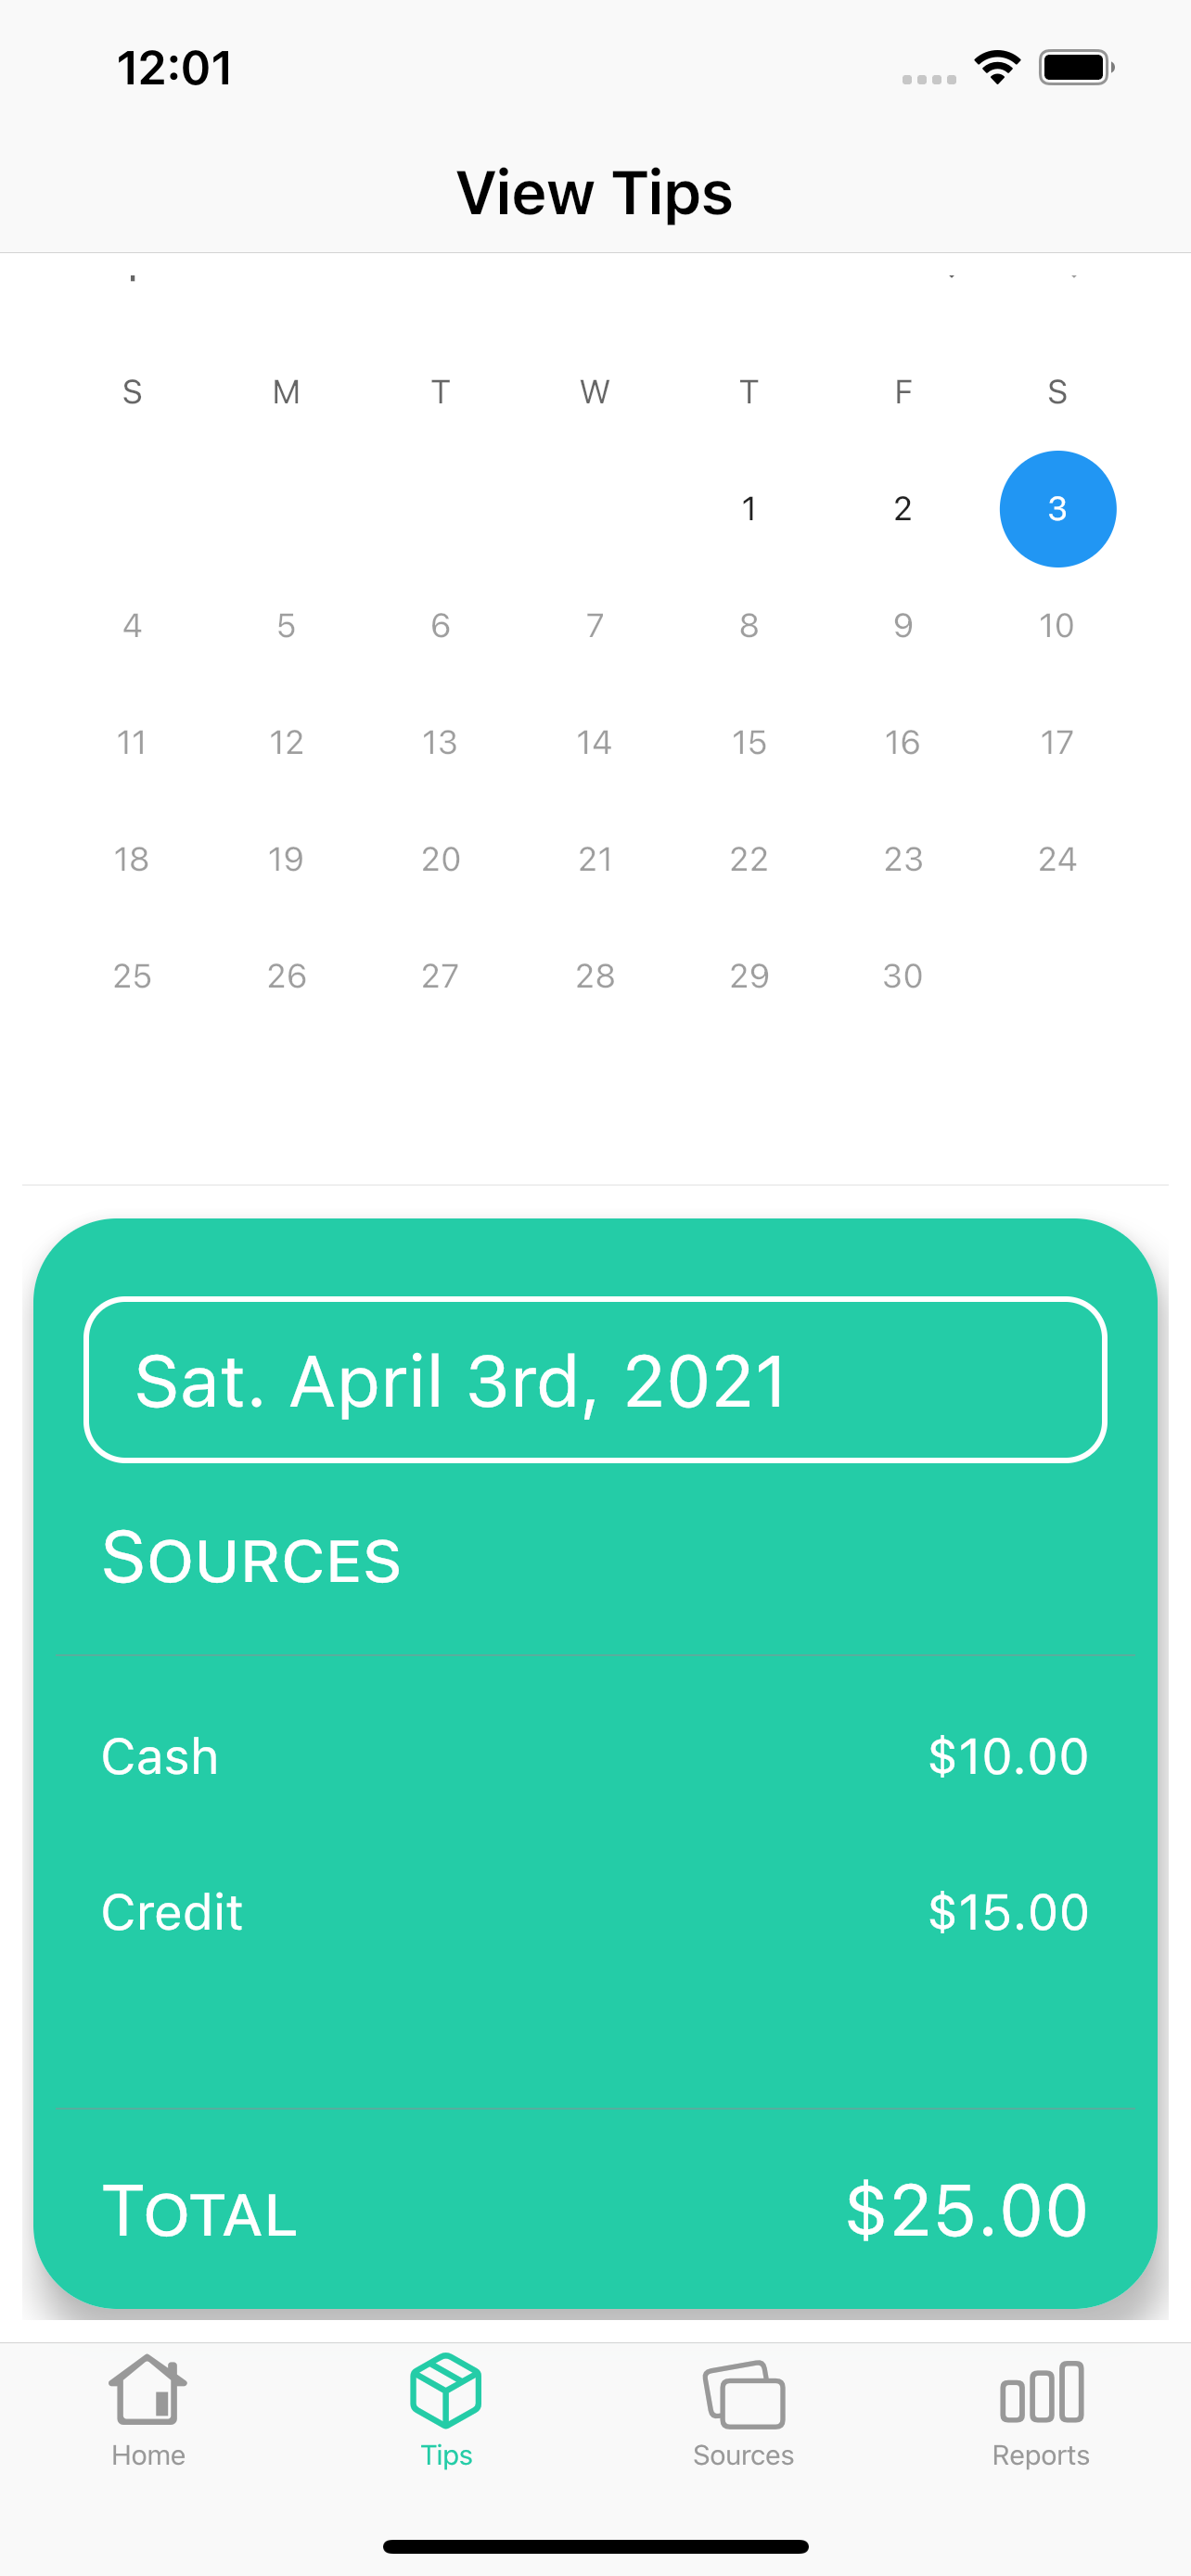 12:01
View Tips
S M T W T F S
1 2 3
4 5 6 7 8 9 10
11 12 13 14 15 16 17
18 19 20 21 22 23 24
25 26 27 28 29 30
Sat. April 3rd, 2021
SOURCES
Cash $10.00
Credit $15.00
TOTAL $25.00
Home Tips Sources Reports